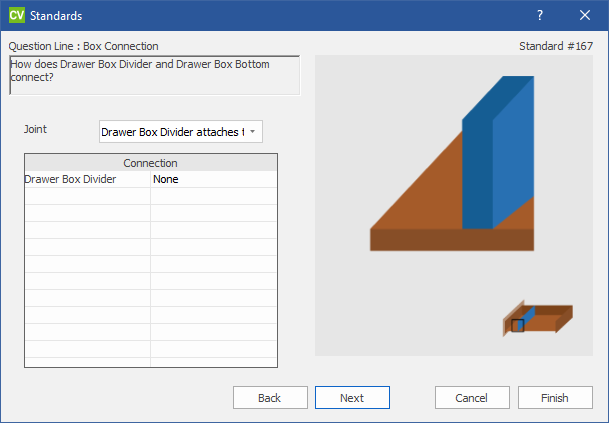 CV Standards ?
Question Line : Box Connection
Standard #167
How does Drawer Box Divider and Drawer Box Bottom
connect?
Joint
Drawer Box Divider attaches t
Connection
Drawer Box Divider None
Back Next Cancel Finish